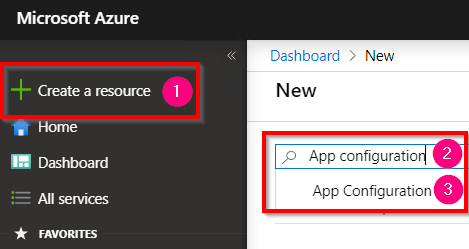 Microsoft Azure
«
Create a resource 1
Home
Dashboard
All services
FAVORITES
Dashboard > New
New
App configuration 2
App Configuration 3